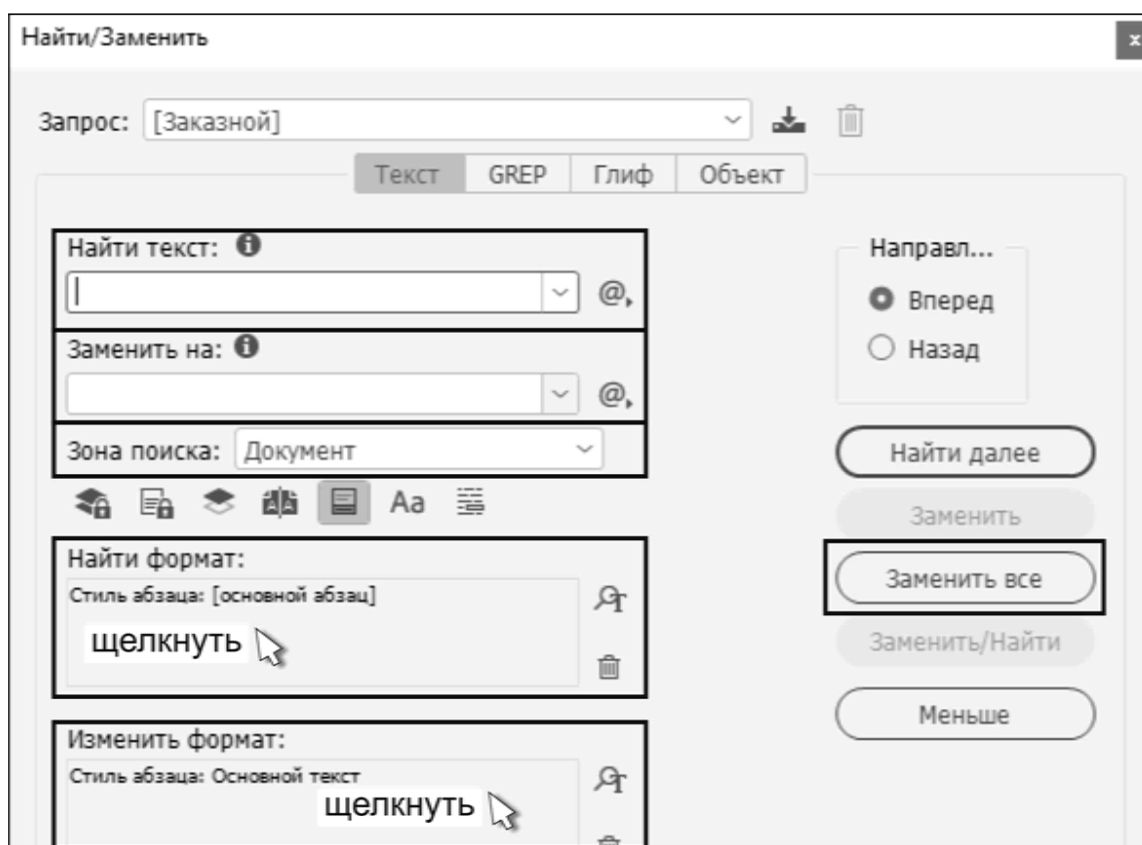 Найти/Заменить
x
Запрос: [Заказной]
Текст GREP Глиф Объект
Найти текст:
@
Заменить на:
@
Зона поиска: Документ
Aa
Найти формат:
Стиль абзаца: [основной абзац]
щелкнуть
Изменить формат:
Стиль абзаца: Основной текст
щелкнуть
Направл...
Вперед
Назад
Найти далее
Заменить
Заменить все
Заменить/Найти
Меньше